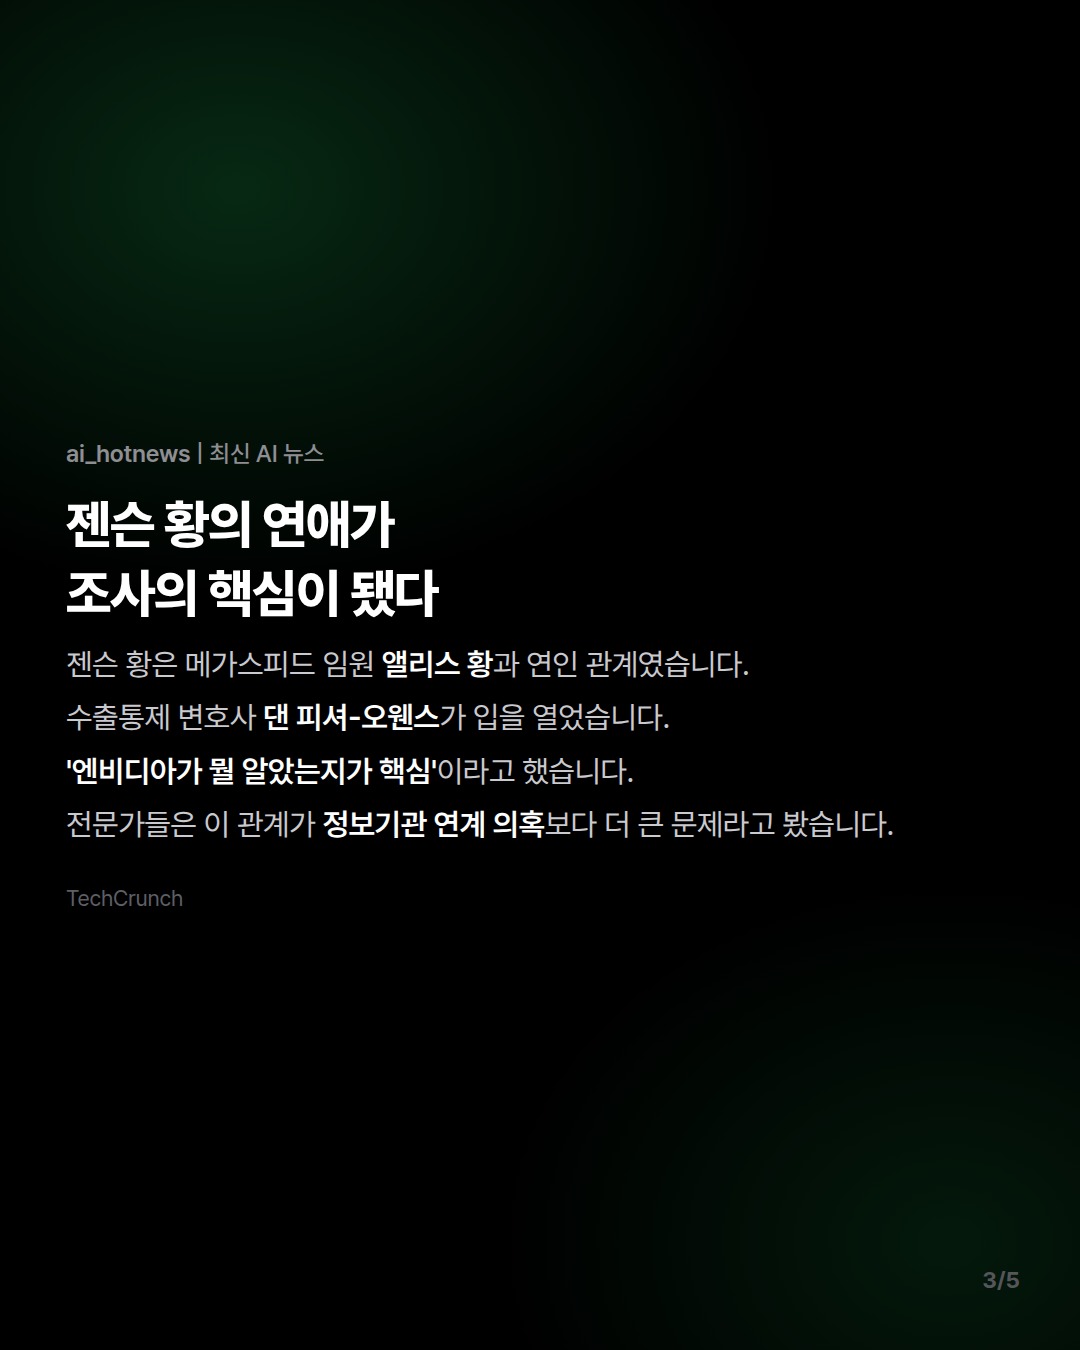 ai_hotnews | 최신 AI 뉴스
젠슨 황의 연애가
조사의 핵심이 됐다
젠슨 황은 메가스피드 임원 앨리스 황과 연인 관계였습니다.
수출통제 변호사 댄 피셔-오웬스가 입을 열었습니다.
'엔비디아가 뭘 알았는지가 핵심'이라고 했습니다.
전문가들은 이 관계가 정보기관 연계 의혹보다 더 큰 문제라고 봤습니다.
TechCrunch
3/5